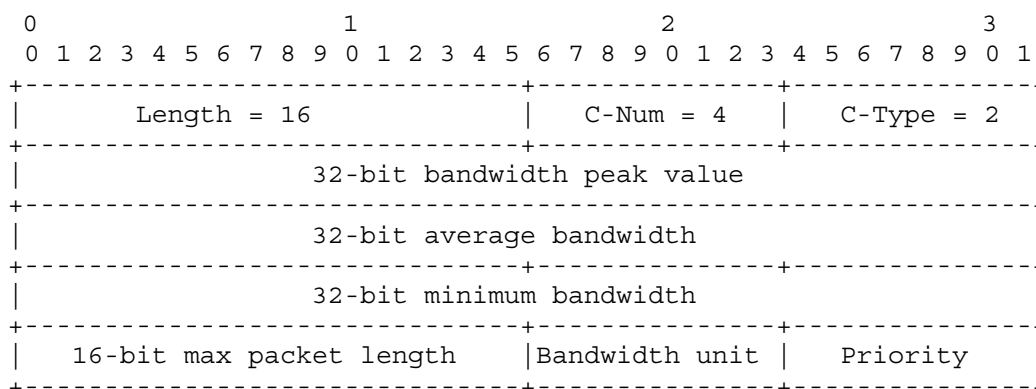 0                   1                   2                   3
0 1 2 3 4 5 6 7 8 9 0 1 2 3 4 5 6 7 8 9 0 1 2 3 4 5 6 7 8 9 0 1
+-------------------------------+---------------+---------------
|       Length = 16             |   C-Num = 4   |   C-Type = 2
+-------------------------------+---------------+---------------
|                  32-bit bandwidth peak value
+---------------------------------------------------------------
|                  32-bit average bandwidth
+-------------------------------+---------------+---------------
|                  32-bit minimum bandwidth
+-------------------------------+---------------+---------------
|   16-bit max packet length    |Bandwidth unit |   Priority
+-------------------------------+---------------+---------------